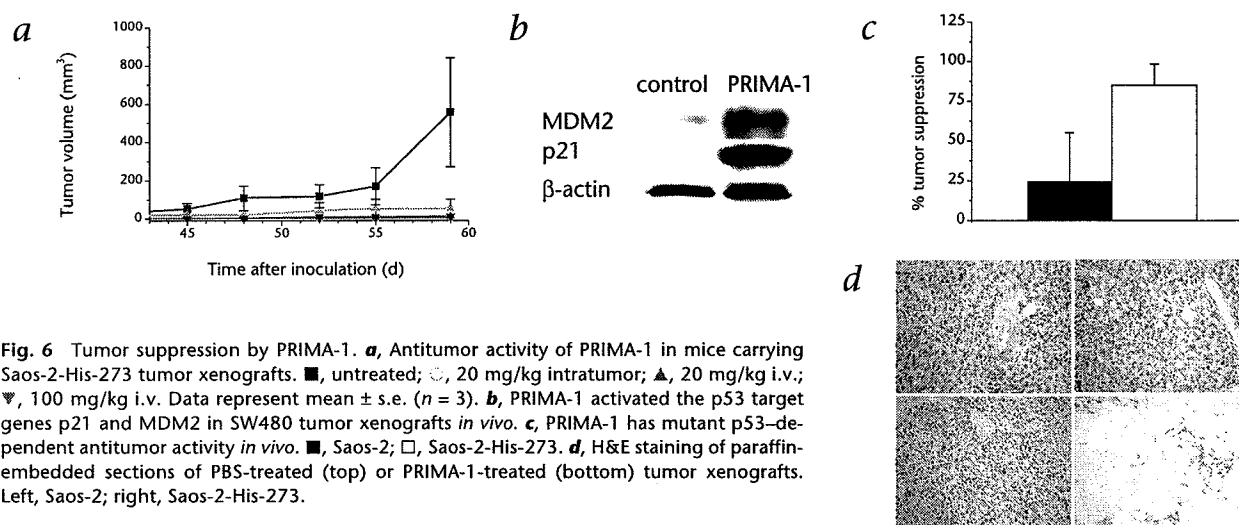 a
1000
800
600
400
200
0
45
50
55
60
Tumor volume (mm³)
Time after inoculation (d)
b
control PRIMA-1
MDM2
p21
β-actin
c
125
100
75
50
25
0
% tumor suppression
d
Fig. 6 Tumor suppression by PRIMA-1. a, Antitumor activity of PRIMA-1 in mice carrying
Saos-2-His-273 tumor xenografts. ■, untreated; ◌, 20 mg/kg intratumor; ▲, 20 mg/kg i.v.;
▼, 100 mg/kg i.v. Data represent mean ± s.e. (n = 3). b, PRIMA-1 activated the p53 target
genes p21 and MDM2 in SW480 tumor xenografts in vivo. c, PRIMA-1 has mutant p53–de-
pendent antitumor activity in vivo. ■, Saos-2; □, Saos-2-His-273. d, H&E staining of paraffin-
embedded sections of PBS-treated (top) or PRIMA-1-treated (bottom) tumor xenografts.
Left, Saos-2; right, Saos-2-His-273.